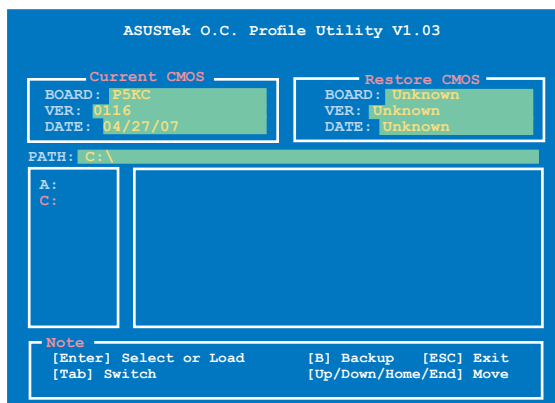 ASUSTek O.C. Profile Utility V1.03
Current CMOS
BOARD: P5KC
VER: 0116
DATE: 04/27/07
Restore CMOS
BOARD: Unknown
VER: Unknown
DATE: Unknown
PATH: C:\
A:
C:
Note
[Enter] Select or Load [B] Backup [ESC] Exit
[Tab] Switch [Up/Down/Home/End] Move